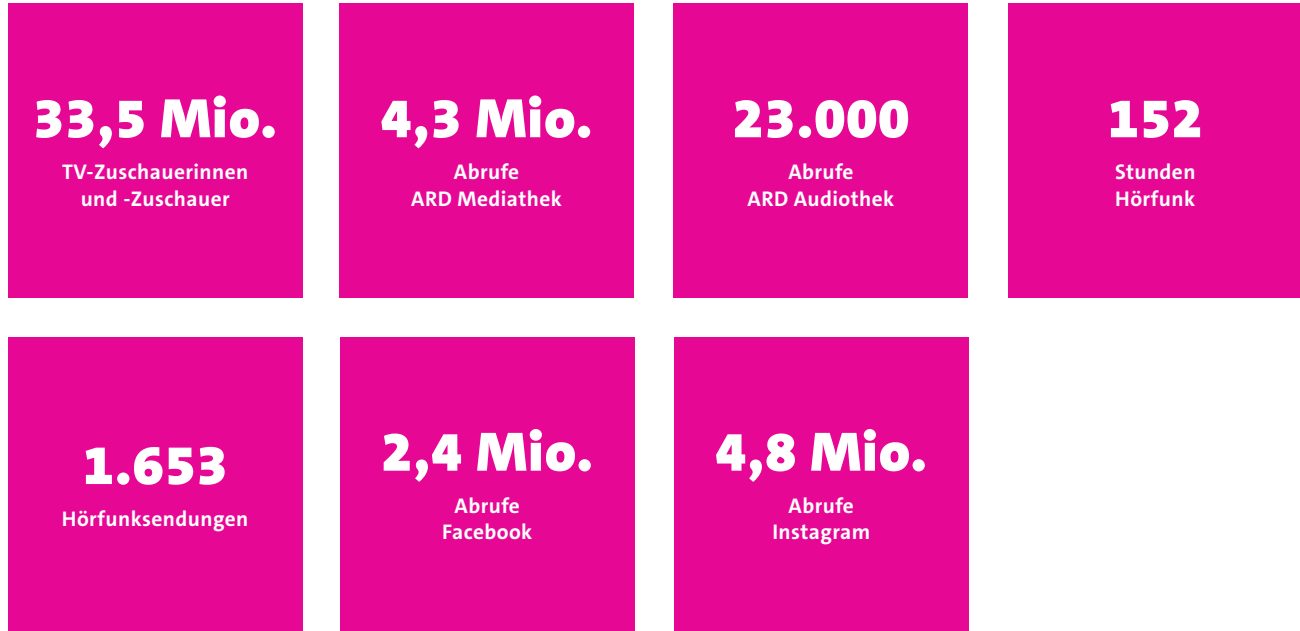 33,5 Mio.
TV-Zuschauerinnen
und -Zuschauer
4,3 Mio.
Abrufe
ARD Mediathek
23.000
Abrufe
ARD Audiothek
152
Stunden
Hörfunk
1.653
Hörfunksendungen
2,4 Mio.
Abrufe
Facebook
4,8 Mio.
Abrufe
Instagram